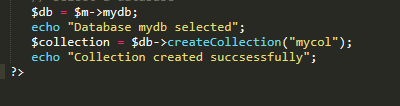 $db = $m->mydb;
echo "Database mydb selected";
$collection = $db->createCollection("mycol");
echo "Collection created succsessfully";
?>